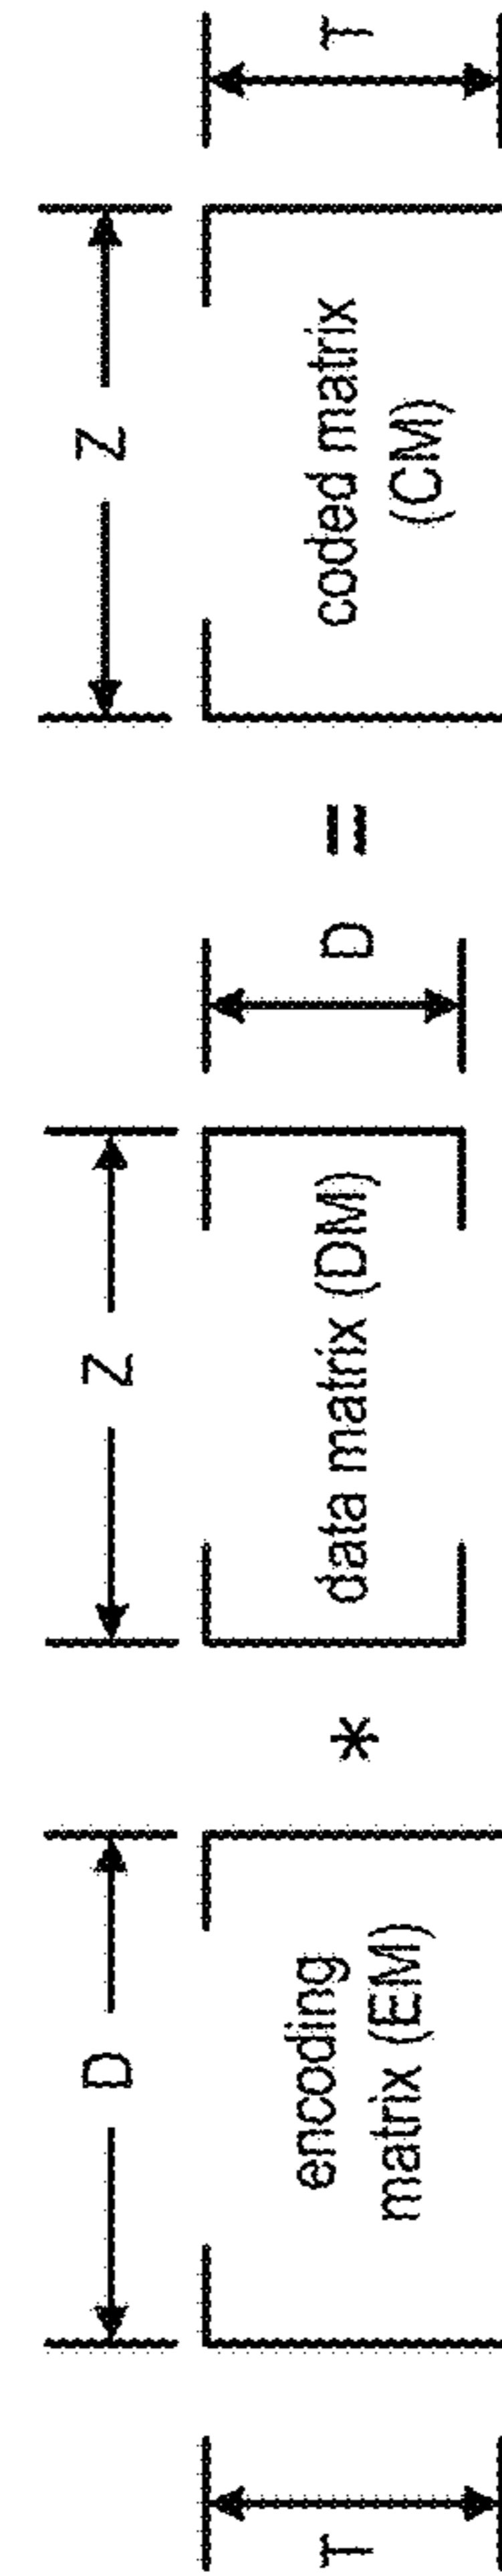 D
Z
Z
T
encoding
matrix (EM)
*
data matrix (DM)
D
=
coded matrix
(CM)
T